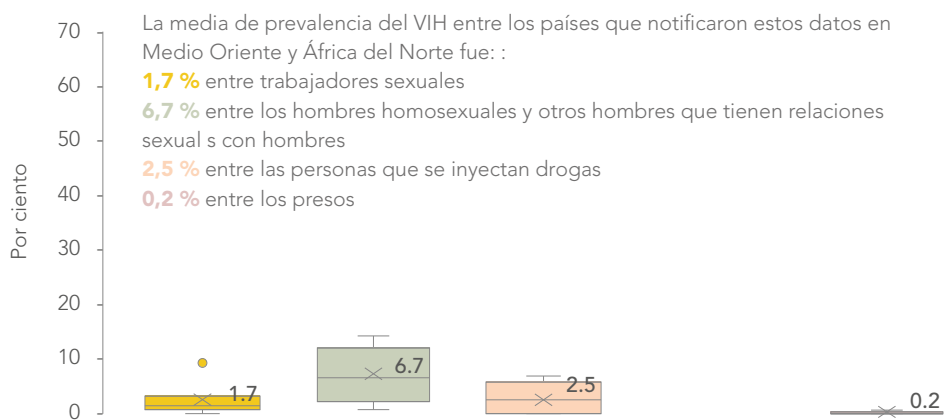 La media de prevalencia del VIH entre los países que notificaron estos datos en
Medio Oriente y África del Norte fue: :
1,7 % entre trabajadores sexuales
6,7 % entre los hombres homosexuales y otros hombres que tienen relaciones
sexual s con hombres
2,5 % entre las personas que se inyectan drogas
0,2 % entre los presos
Por ciento
70
60
50
40
30
20
10
0
1.7
6.7
2.5
0.2